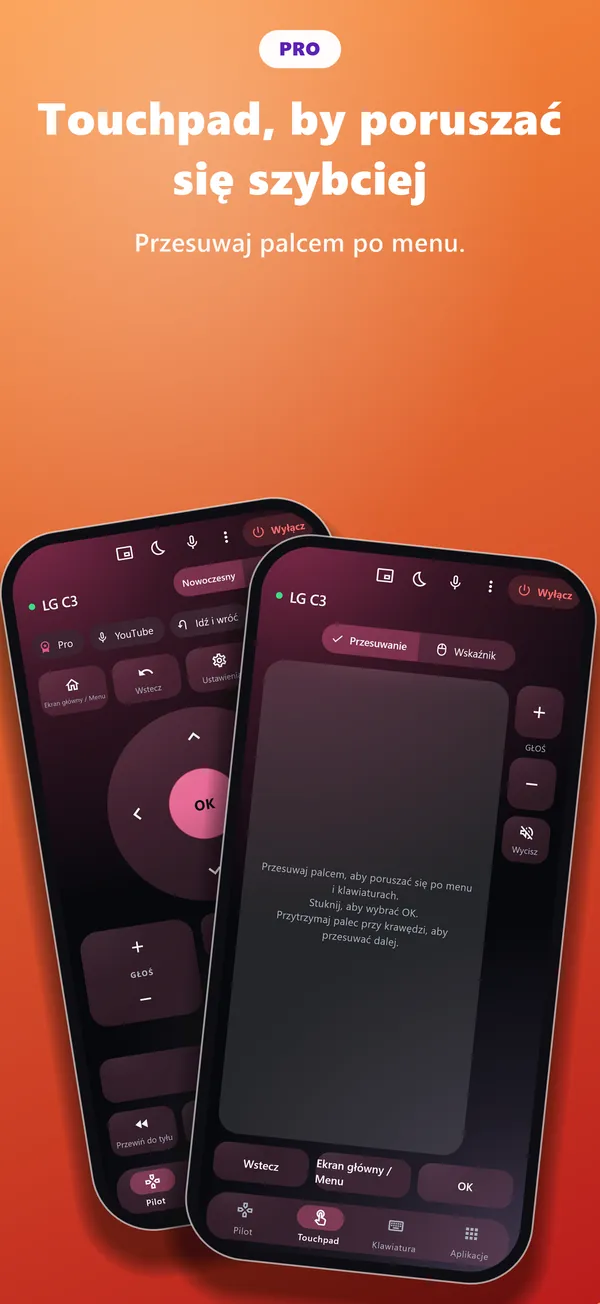 PRO
Touchpad, by poruszać
się szybciej
Przesuwaj palcem po menu.
Wyłącz
LG C3
Nowoczesny
Pro
YouTube
Idź i wróć
Ekran główny / Menu
Wstecz
Ustawienia
OK
GŁOŚ
Przewiń do tyłu
Pilot
Wyłącz
LG C3
Przesuwanie
Wskaźnik
GŁOŚ
Wycisz
Przesuwaj palcem, aby poruszać się po menu
i klawiaturach.
Stuknij, aby wybrać OK.
Przytrzymaj palec przy krawędzi, aby
przesuwać dalej.
Wstecz
Ekran główny /
Menu
OK
Pilot
Touchpad
Klawiatura
Aplikacje